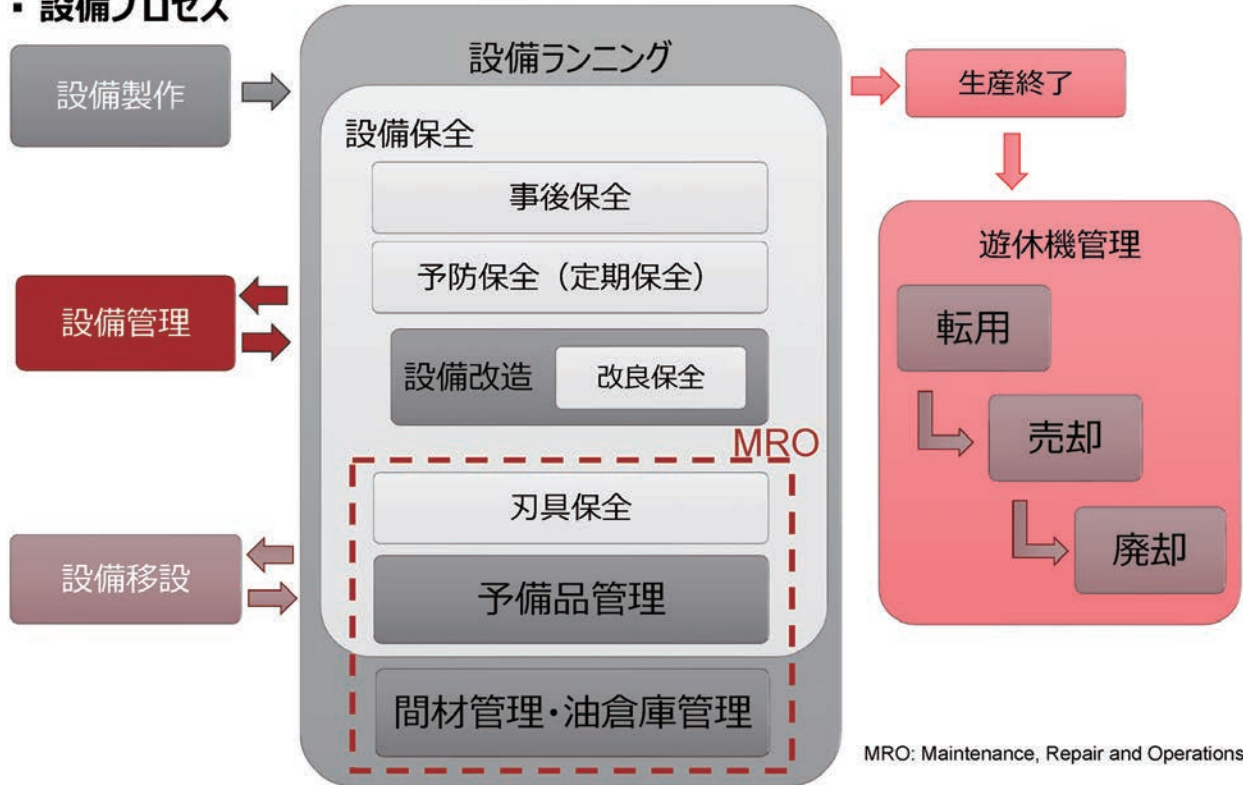 ・設備プロセス
設備製作
設備ランニング
生産終了
設備保全
事後保全
予防保全（定期保全）
設備改造
改良保全
設備管理
MRO
刃具保全
予備品管理
間材管理・油倉庫管理
設備移設
遊休機管理
転用
売却
廃却
MRO: Maintenance, Repair and Operations